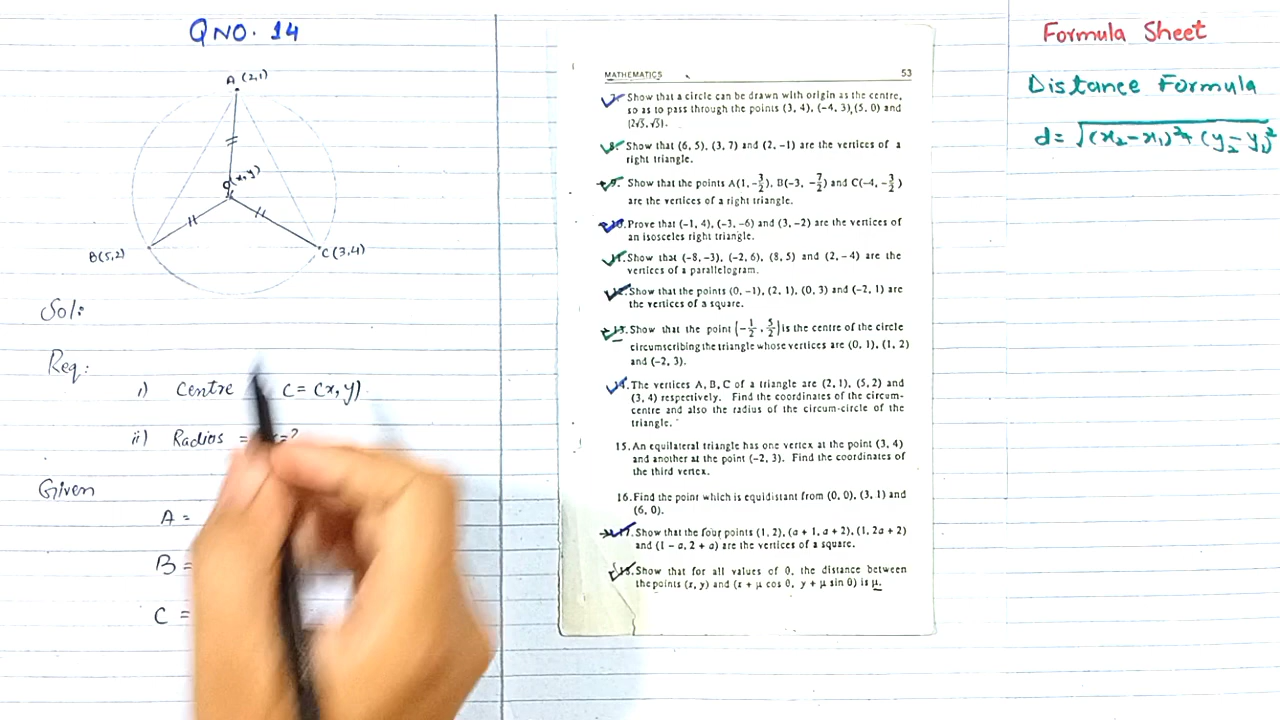 QNO. 14
A (2,1)
O(x,y)
B(5,2)
C (3,4)
Sol:
Req:
i) Centre C = (x, y)
ii) Radios = =?
Given
A =
B =
C =
MATHEMATICS 53
7. Show that a circle can be drawn with origin as the centre,
so as to pass through the points (3, 4), (−4, 3), (5, 0) and
(2√5, √5).
8. Show that (6, 5), (3, 7) and (2, −1) are the vertices of a
right triangle.
9. Show that the points A(1, −3/2), B(−3, −7/2) and C(−4, −3/2)
are the vertices of a right triangle.
10. Prove that (−1, 4), (−3, −6) and (3, −2) are the vertices of
an isosceles right triangle.
11. Show that (−8, −3), (−2, 6), (8, 5) and (2, −4) are the
vertices of a parallelogram.
12. Show that the points (0, −1), (2, 1), (0, 3) and (−2, 1) are
the vertices of a square.
13. Show that the point (−1/2, 5/2) is the centre of the circle
circumscribing the triangle whose vertices are (0, 1), (1, 2)
and (−2, 3).
14. The vertices A, B, C of a triangle are (2, 1), (5, 2) and
(3, 4) respectively. Find the coordinates of the circum-
centre and also the radius of the circum-circle of the
triangle.
15. An equilateral triangle has one vertex at the point (3, 4)
and another at the point (−2, 3). Find the coordinates of
the third vertex.
16. Find the point which is equidistant from (0, 0), (3, 1) and
(6, 0).
17. Show that the four points (1, 2), (a + 1, a + 2), (1, 2a + 2)
and (1 − a, 2 + a) are the vertices of a square.
18. Show that for all values of θ, the distance between
the points (x, y) and (x + μ cos θ, y + μ sin θ) is μ.
Formula Sheet
Distance Formula
d = √(x₂ − x₁)² + (y₂ − y₁)²